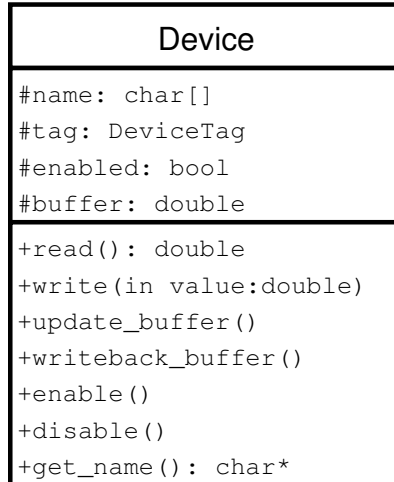 Device
#name: char[]
#tag: DeviceTag
#enabled: bool
#buffer: double
+read(): double
+write(in value:double)
+update_buffer()
+writeback_buffer()
+enable()
+disable()
+get_name(): char*